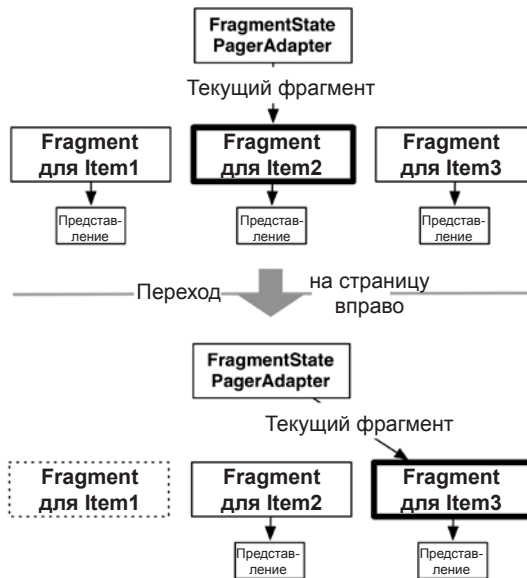 FragmentState
PagerAdapter
Текущий фрагмент
Fragment
для Item1
Fragment
для Item2
Fragment
для Item3
Представ-
ление
Представ-
ление
Представ-
ление
Переход
на страницу
вправо
FragmentState
PagerAdapter
Текущий фрагмент
Fragment
для Item1
Fragment
для Item2
Fragment
для Item3
Представ-
ление
Представ-
ление